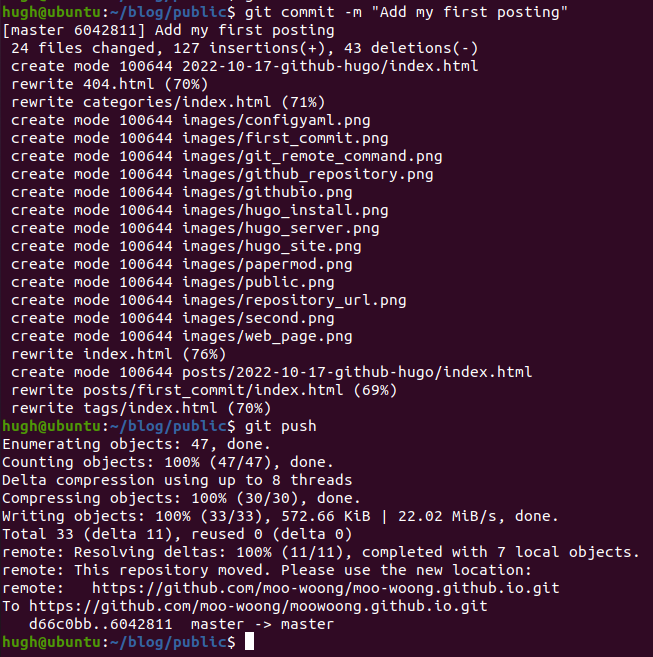 hugh@ubuntu:~/blog/public$ git commit -m "Add my first posting"
[master 6042811] Add my first posting
 24 files changed, 127 insertions(+), 43 deletions(-)
 create mode 100644 2022-10-17-github-hugo/index.html
 rewrite 404.html (70%)
 rewrite categories/index.html (71%)
 create mode 100644 images/configyaml.png
 create mode 100644 images/first_commit.png
 create mode 100644 images/git_remote_command.png
 create mode 100644 images/github_repository.png
 create mode 100644 images/githubio.png
 create mode 100644 images/hugo_install.png
 create mode 100644 images/hugo_server.png
 create mode 100644 images/hugo_site.png
 create mode 100644 images/papermod.png
 create mode 100644 images/public.png
 create mode 100644 images/repository_url.png
 create mode 100644 images/second.png
 create mode 100644 images/web_page.png
 rewrite index.html (76%)
 create mode 100644 posts/2022-10-17-github-hugo/index.html
 rewrite posts/first_commit/index.html (69%)
 rewrite tags/index.html (70%)
hugh@ubuntu:~/blog/public$ git push
Enumerating objects: 47, done.
Counting objects: 100% (47/47), done.
Delta compression using up to 8 threads
Compressing objects: 100% (30/30), done.
Writing objects: 100% (33/33), 572.66 KiB | 22.02 MiB/s, done.
Total 33 (delta 11), reused 0 (delta 0)
remote: Resolving deltas: 100% (11/11), completed with 7 local objects.
remote: This repository moved. Please use the new location:
remote:   https://github.com/moo-woong/moo-woong.github.io.git
To https://github.com/moo-woong/moowoong.github.io.git
   d66c0bb..6042811  master -> master
hugh@ubuntu:~/blog/public$